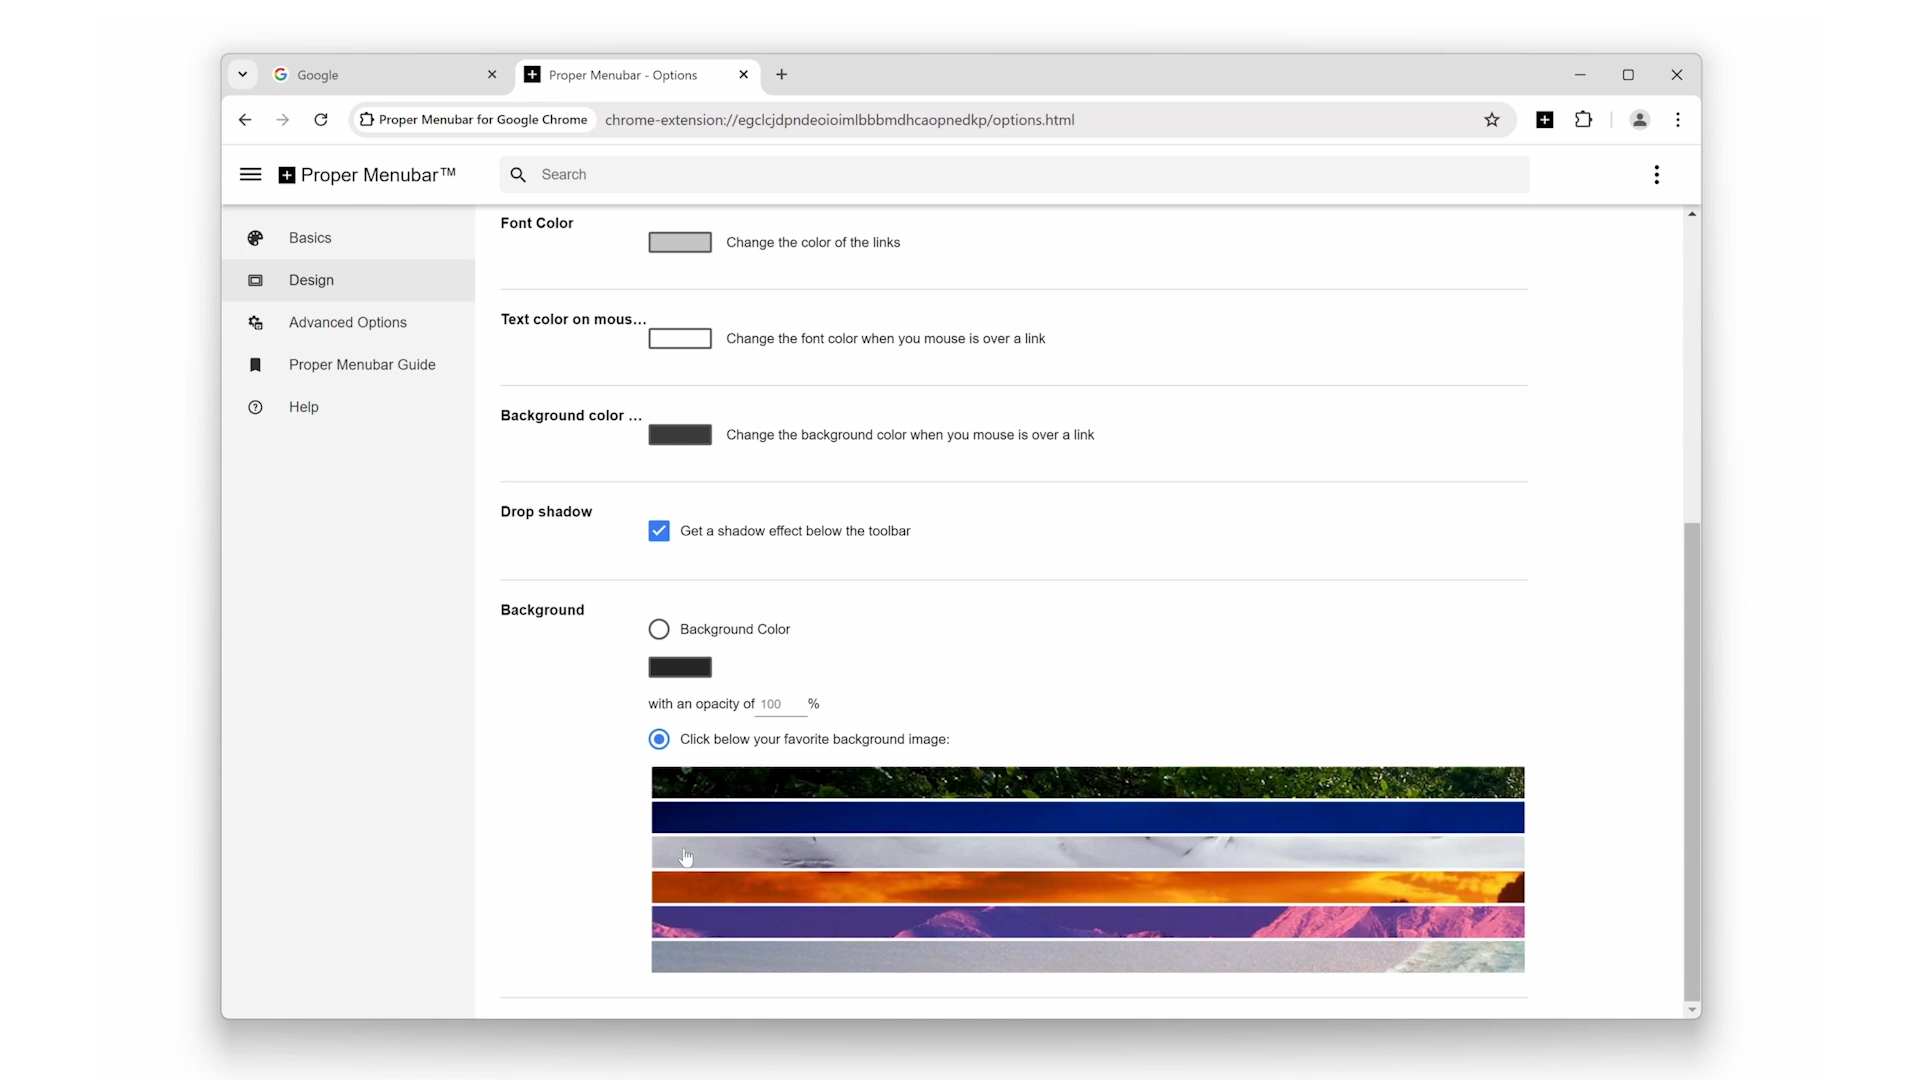 Google
Proper Menubar - Options
Proper Menubar for Google Chrome
chrome-extension://egclcjdpndeoioimlbbbmdhcaopnedkp/options.html
Proper Menubar™
Search
Basics
Design
Advanced Options
Proper Menubar Guide
Help
Font Color
Change the color of the links
Text color on mous...
Change the font color when you mouse is over a link
Background color ...
Change the background color when you mouse is over a link
Drop shadow
Get a shadow effect below the toolbar
Background
Background Color
with an opacity of 100 %
Click below your favorite background image: